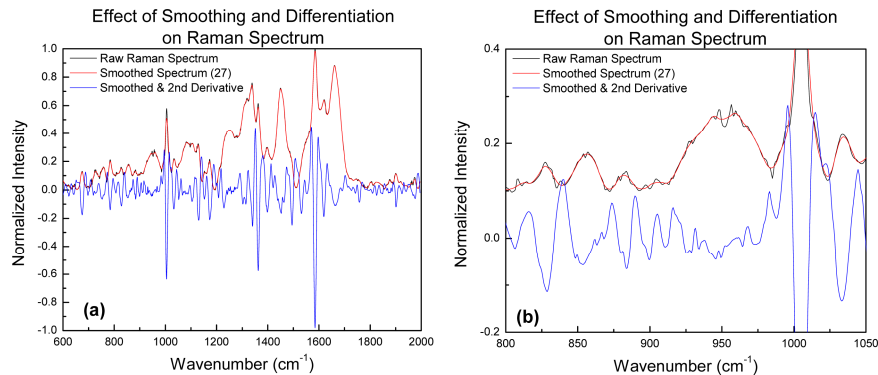 Effect of Smoothing and Differentiation
on Raman Spectrum
Raw Raman Spectrum
Smoothed Spectrum (27)
Smoothed & 2nd Derivative
Normalized Intensity
1.0
0.8
0.6
0.4
0.2
0.0
-0.2
-0.4
-0.6
-0.8
-1.0
(a)
600 800 1000 1200 1400 1600 1800 2000
Wavenumber (cm⁻¹)
Effect of Smoothing and Differentiation
on Raman Spectrum
Raw Raman Spectrum
Smoothed Spectrum (27)
Smoothed & 2nd Derivative
Normalized Intensity
0.4
0.2
0.0
-0.2
(b)
800 850 900 950 1000 1050
Wavenumber (cm⁻¹)